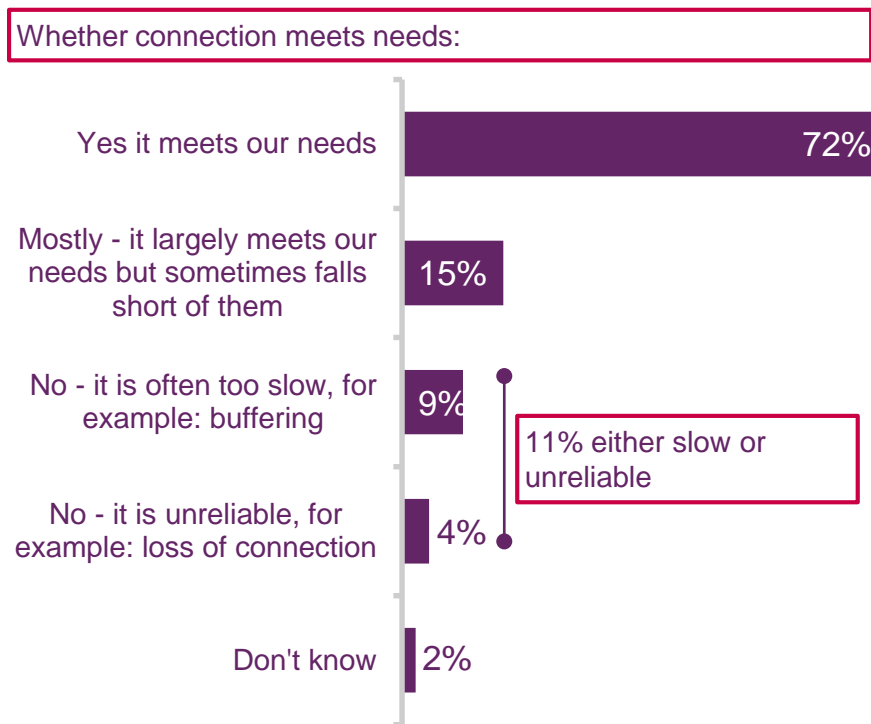 Whether connection meets needs:
Yes it meets our needs
72%
Mostly - it largely meets our
needs but sometimes falls
short of them
15%
No - it is often too slow, for
example: buffering
9%
11% either slow or
unreliable
No - it is unreliable, for
example: loss of connection
4%
Don't know
2%